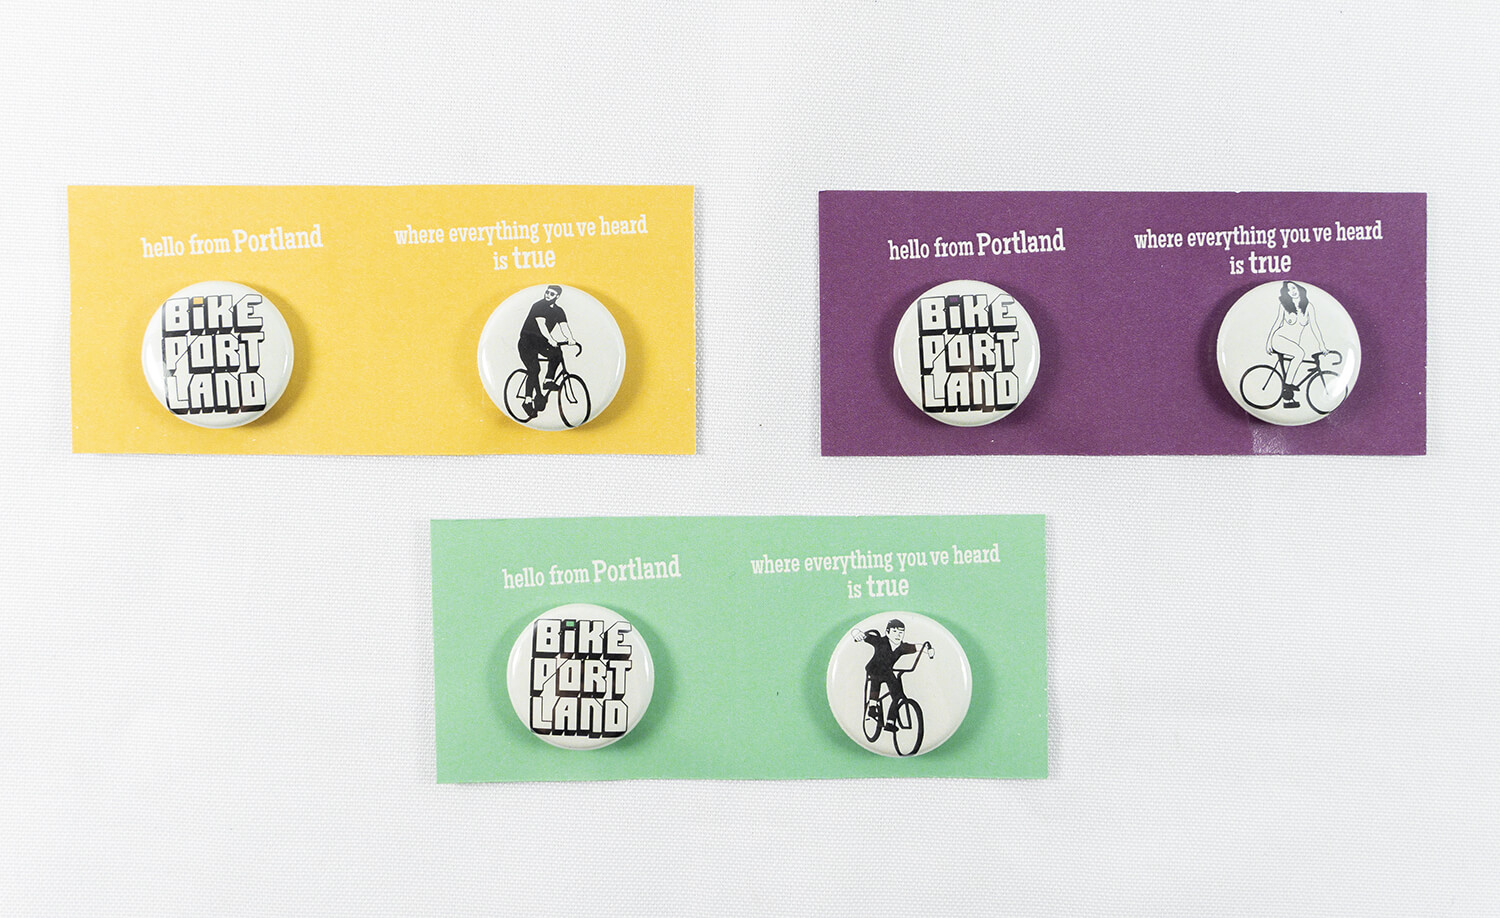 hello from Portland
where everything you ve heard
is true
BiKE
PORT
LAND
hello from Portland
where everything you ve heard
is true
BiKE
PORT
LAND
hello from Portland
where everything you ve heard
is true
BiKE
PORT
LAND